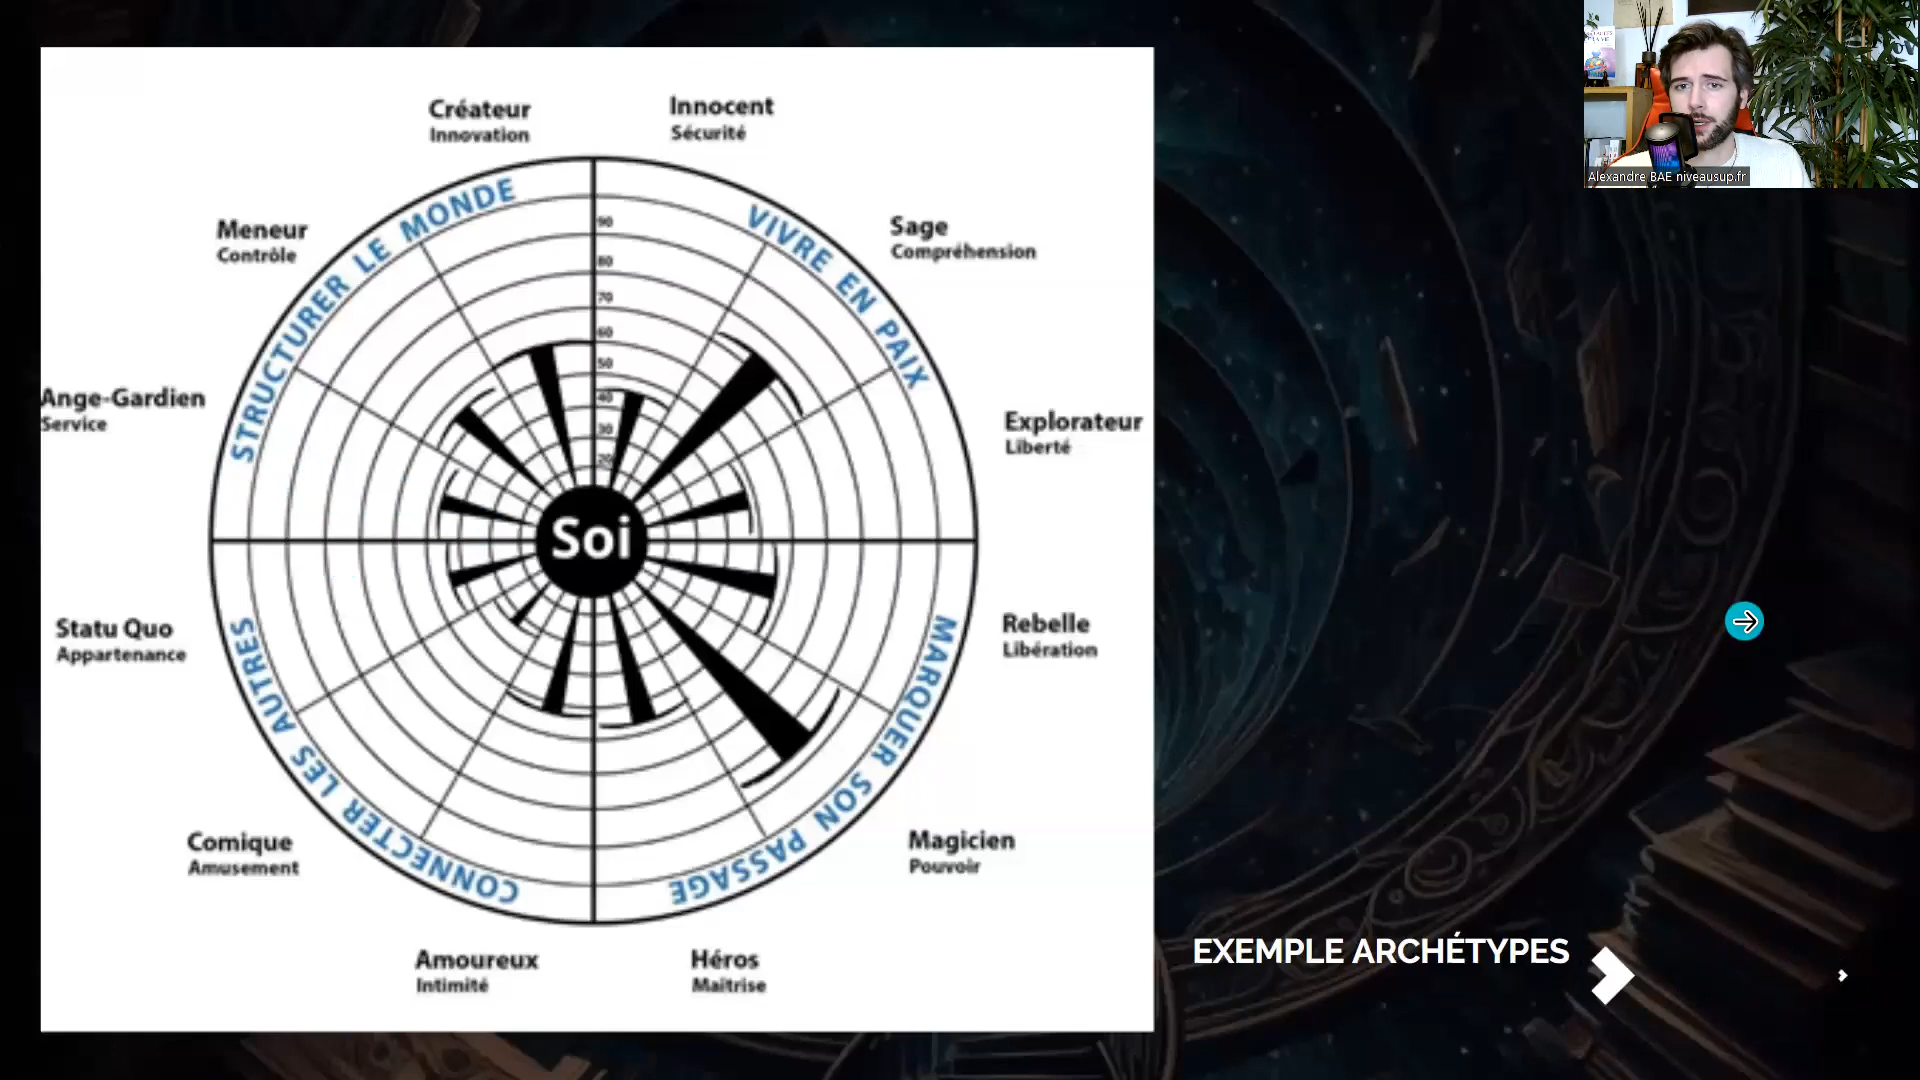 Créateur
Innovation
Innocent
Sécurité
Meneur
Contrôle
Sage
Compréhension
Ange-Gardien
Service
Explorateur
Liberté
STRUCTURER LE MONDE
VIVRE EN PAIX
90
80
70
60
50
40
30
20
Soi
Statu Quo
Appartenance
Rebelle
Libération
CONNECTER LES AUTRES
MARQUER SON PASSAGE
Comique
Amusement
Magicien
Pouvoir
Amoureux
Intimité
Héros
Maîtrise
EXEMPLE ARCHÉTYPES
Alexandre BAE niveausup.fr